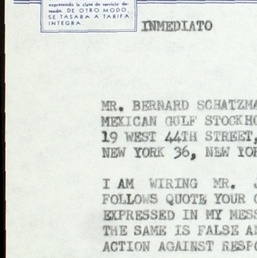 expresando la clase de servicio de-
seado. DE OTRO MODO,
SE TASARA A TARIFA
INTEGRA.
INMEDIATO
MR. BERNARD SCHATZMA
MEXICAN GULF STOCKHO
19 WEST 44TH STREET,
NEW YORK 36, NEW YOR
I AM WIRING MR. J
FOLLOWS QUOTE YOUR C
EXPRESSED IN MY MESS
THE SAME IS FALSE AN
ACTION AGAINST RESPO